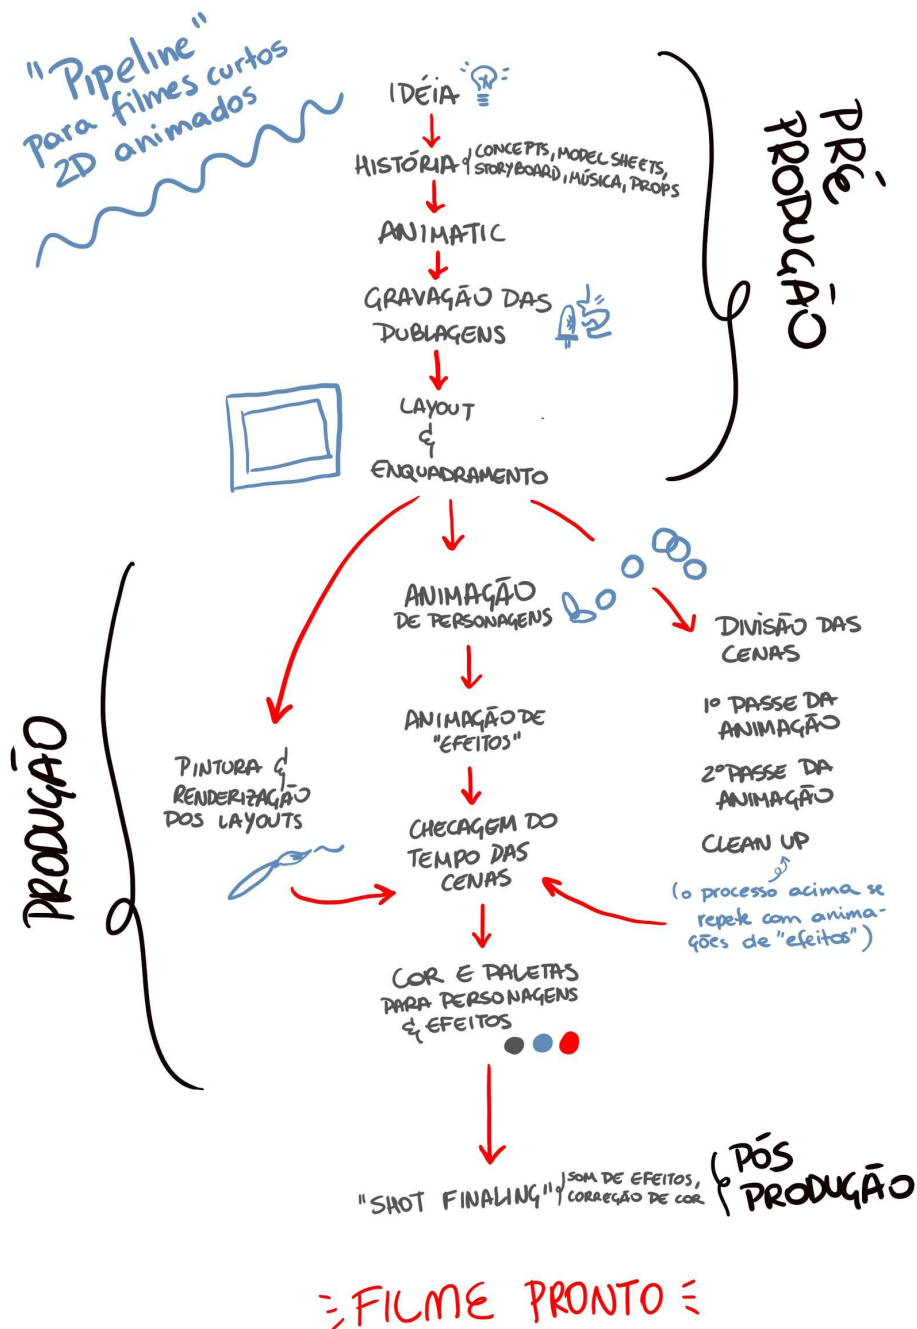 "Pipeline"
para filmes curtos
2D animados
IDÉIA
HISTÓRIA
CONCEPTS, MODEL SHEETS,
STORYBOARD, MÚSICA, PROPS
ANIMATIC
GRAVAÇÃO DAS
DUBLAGENS
LAYOUT
&
ENQUADRAMENTO
PRÉ
PRODUÇÃO
ANIMAÇÃO
DE PERSONAGENS
ANIMAÇÃO DE
"EFEITOS"
CHECAGEM DO
TEMPO DAS
CENAS
COR E PALETAS
PARA PERSONAGENS
& EFEITOS
PINTURA &
RENDERIZAÇÃO
DOS LAYOUTS
DIVISÃO DAS
CENAS
1º PASSE DA
ANIMAÇÃO
2º PASSE DA
ANIMAÇÃO
CLEAN UP
(o processo acima se
repete com anima-
ções de "efeitos")
PRODUÇÃO
"SHOT FINALING"
SOM DE EFEITOS,
CORREÇÃO DE COR
PÓS
PRODUÇÃO
FILME PRONTO